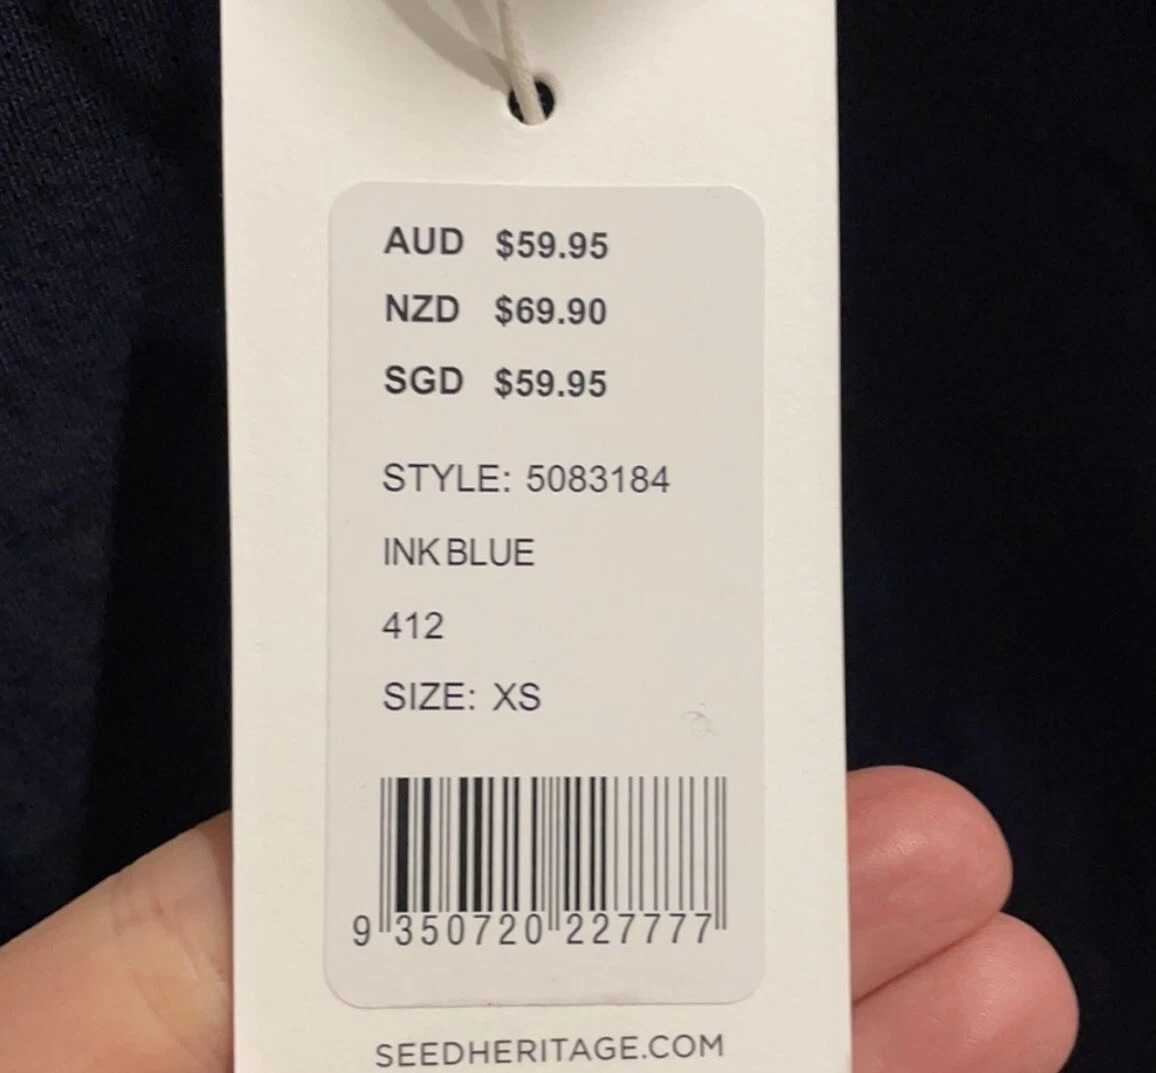 AUD $59.95
NZD $69.90
SGD $59.95
STYLE: 5083184
INK BLUE
412
SIZE: XS
9 350720 227777
SEEDHERITAGE.COM